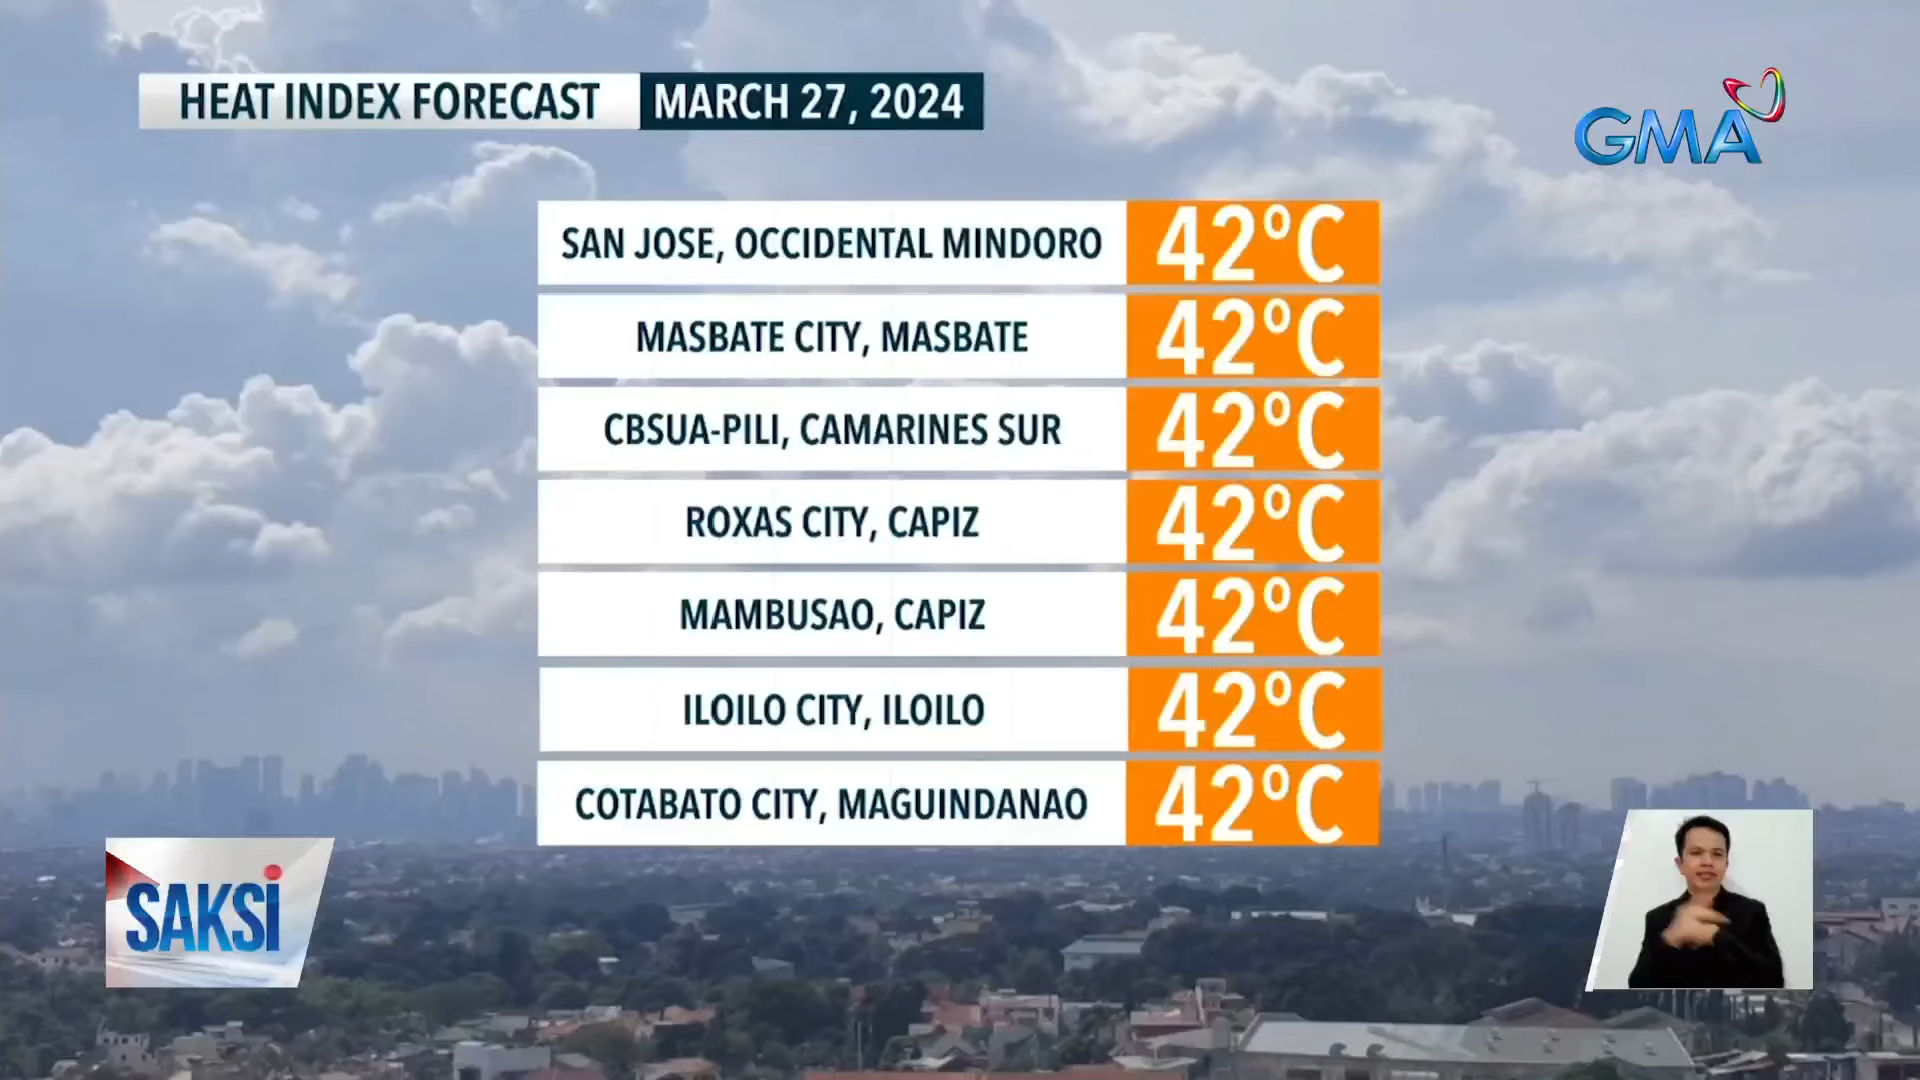 HEAT INDEX FORECAST MARCH 27, 2024
GMA
SAN JOSE, OCCIDENTAL MINDORO 42°C
MASBATE CITY, MASBATE 42°C
CBSUA-PILI, CAMARINES SUR 42°C
ROXAS CITY, CAPIZ 42°C
MAMBUSAO, CAPIZ 42°C
ILOILO CITY, ILOILO 42°C
COTABATO CITY, MAGUINDANAO 42°C
SAKSI